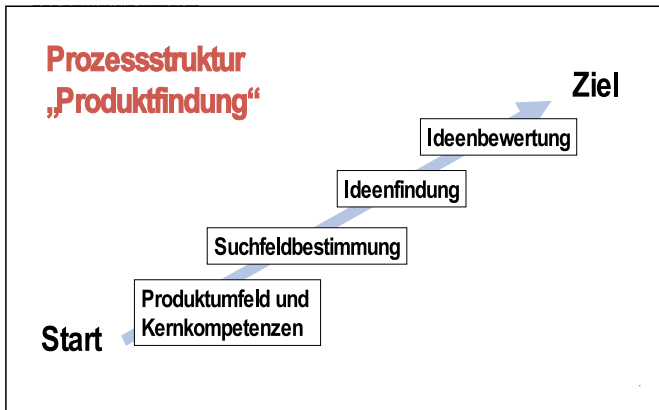 Prozessstruktur
„Produktfindung“
Ziel
Ideenbewertung
Ideenfindung
Suchfeldbestimmung
Produktumfeld und
Kernkompetenzen
Start